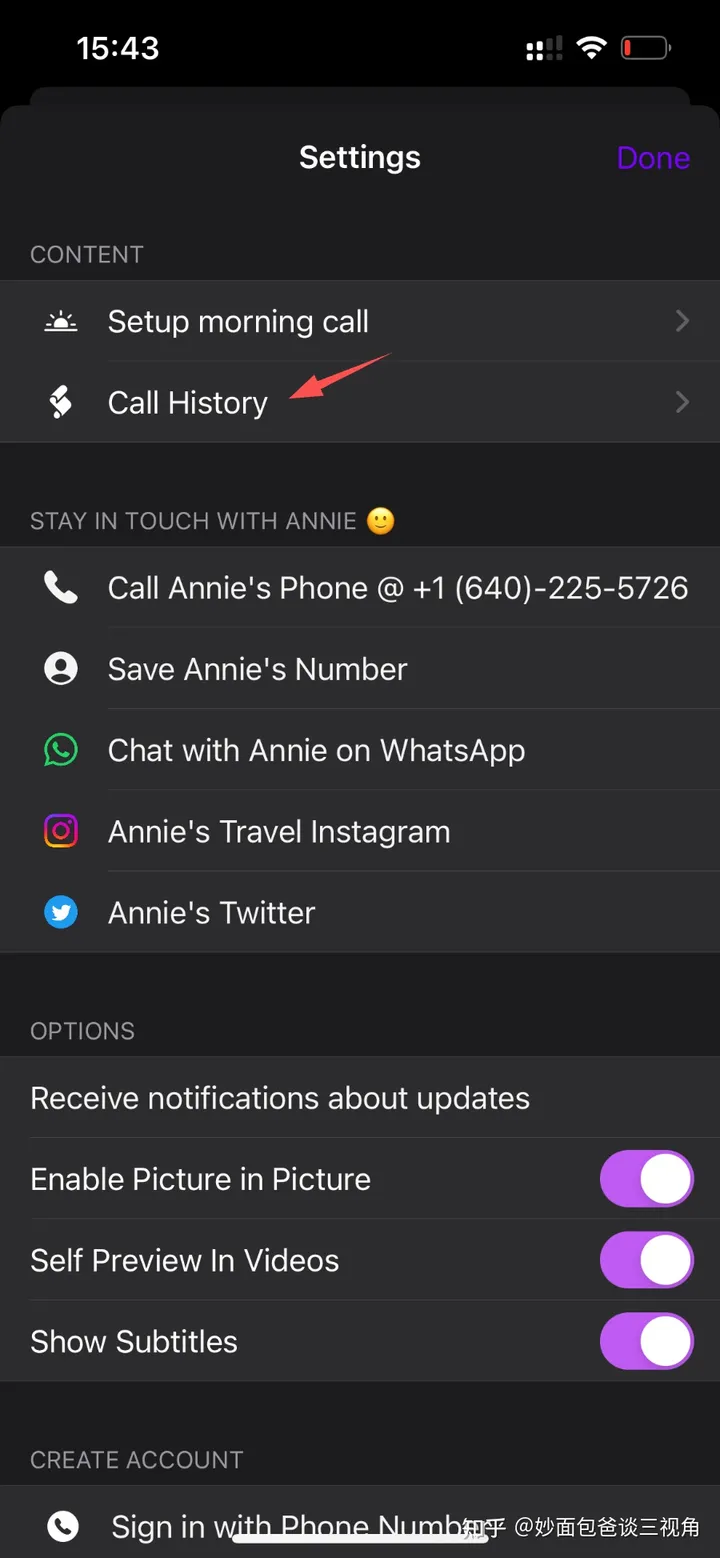 15:43
Settings
Done
CONTENT
Setup morning call
Call History
STAY IN TOUCH WITH ANNIE 🙂
Call Annie's Phone @ +1 (640)-225-5726
Save Annie's Number
Chat with Annie on WhatsApp
Annie's Travel Instagram
Annie's Twitter
OPTIONS
Receive notifications about updates
Enable Picture in Picture
Self Preview In Videos
Show Subtitles
CREATE ACCOUNT
Sign in with Phone Number
知乎 @妙面包爸谈三视角